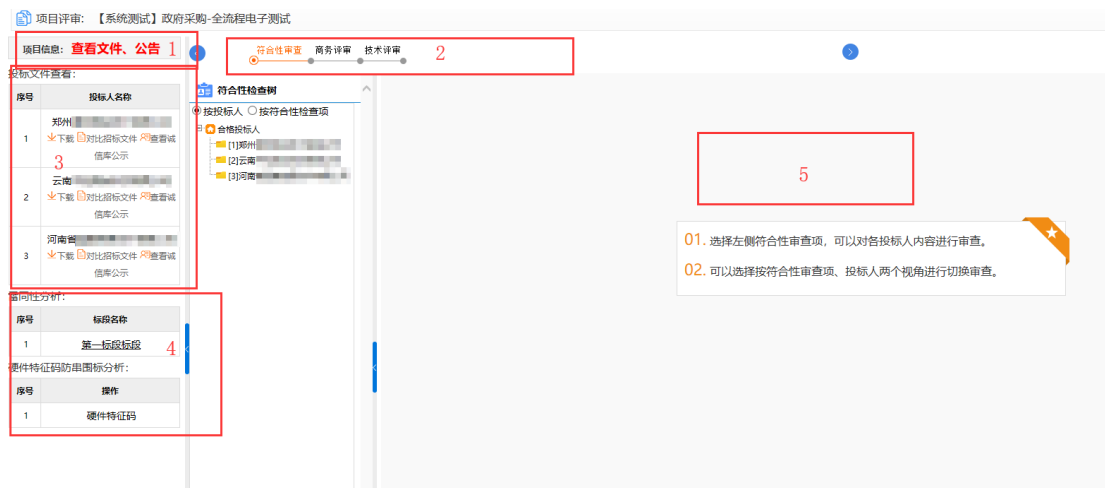 项目评审: 【系统测试】政府采购-全流程电子测试
项目信息: 查看文件、公告 1
符合性审查 商务评审 技术评审 2
投标文件查看:
序号 投标人名称
1 郑州
下载 对比招标文件 查看诚
信库公示
3
2 云南
下载 对比招标文件 查看诚
信库公示
3 河南省
下载 对比招标文件 查看诚
信库公示
雷同性分析:
序号 标段名称
1 第一标段标段 4
硬件特征码防串围标分析:
序号 操作
1 硬件特征码
符合性检查树
按投标人 按符合性检查项
合格投标人
[1]郑州
[2]云南
[3]河南
5
01. 选择左侧符合性审查项，可以对各投标人内容进行审查。
02. 可以选择按符合性审查项、投标人两个视角进行切换审查。